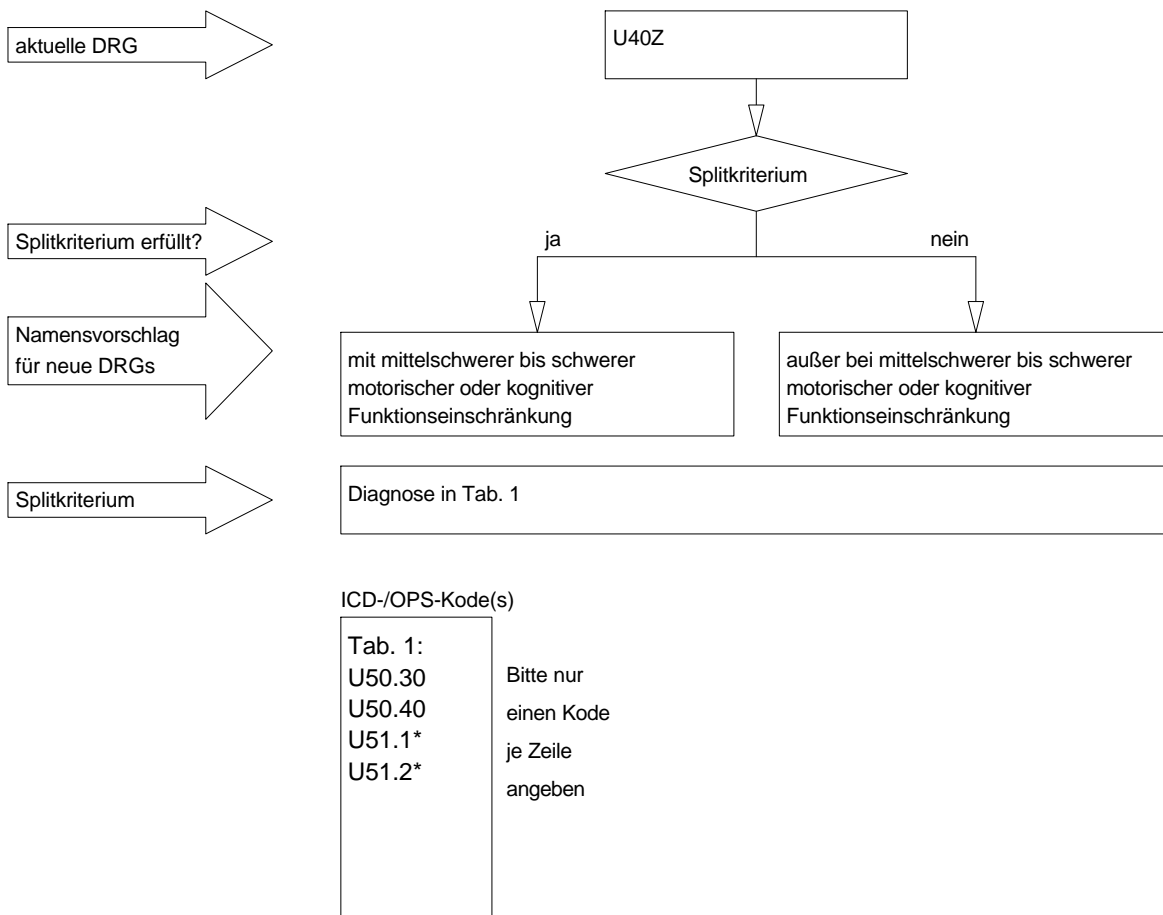 aktuelle DRG
U40Z
Splitkriterium
Splitkriterium erfüllt?
ja
nein
Namensvorschlag
für neue DRGs
mit mittelschwerer bis schwerer
motorischer oder kognitiver
Funktionseinschränkung
außer bei mittelschwerer bis schwerer
motorischer oder kognitiver
Funktionseinschränkung
Splitkriterium
Diagnose in Tab. 1
ICD-/OPS-Kode(s)
Tab. 1:
U50.30
U50.40
U51.1*
U51.2*
Bitte nur
einen Kode
je Zeile
angeben